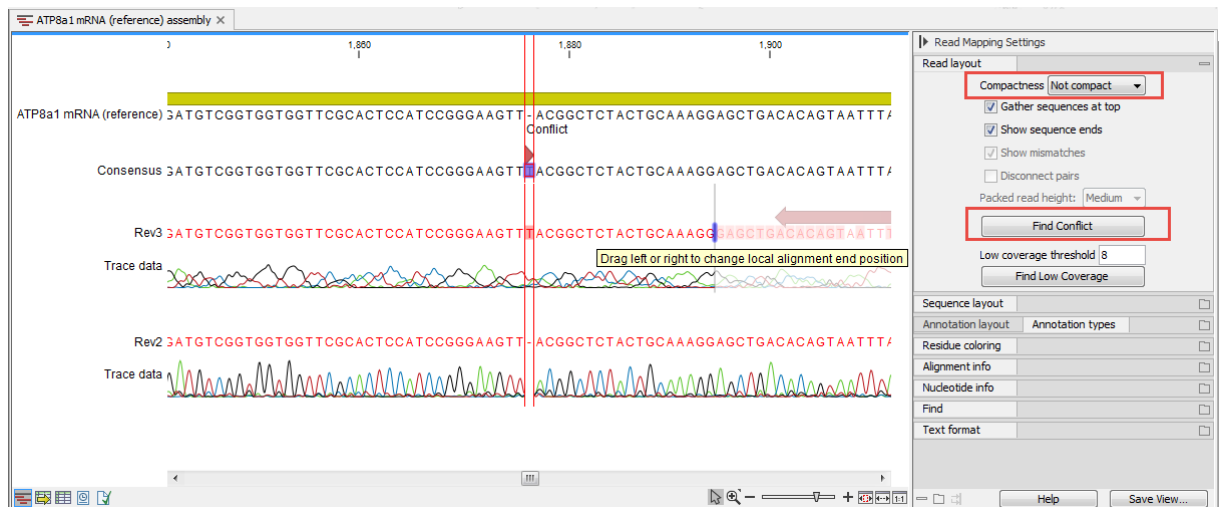 ATP8a1 mRNA (reference) assembly
Read Mapping Settings
Read layout
Compactness Not compact
Gather sequences at top
Show sequence ends
Show mismatches
Disconnect pairs
Packed read height: Medium
Find Conflict
Low coverage threshold 8
Find Low Coverage
Sequence layout
Annotation layout Annotation types
Residue coloring
Alignment info
Nucleotide info
Find
Text format
Help Save View...
1,860 1,880 1,900
ATP8a1 mRNA (reference) GATGTCGGTGGTGGTTCGCACTCCATCCGGGAAGTT-ACGGCTCTACTGCAAAGGAGCTGACACAGTAATTTA
Conflict
Consensus GATGTCGGTGGTGGTTCGCACTCCATCCGGGAAGTTTACGGCTCTACTGCAAAGGAGCTGACACAGTAATTTA
Rev3 GATGTCGGTGGTGGTTCGCACTCCATCCGGGAAGTTTACGGCTCTACTGCAAAGGGAGCTGACACAGTAATTT
Drag left or right to change local alignment end position
Trace data
Rev2 GATGTCGGTGGTGGTTCGCACTCCATCCGGGAAGTT-ACGGCTCTACTGCAAAGGAGCTGACACAGTAATTTA
Trace data
1:1